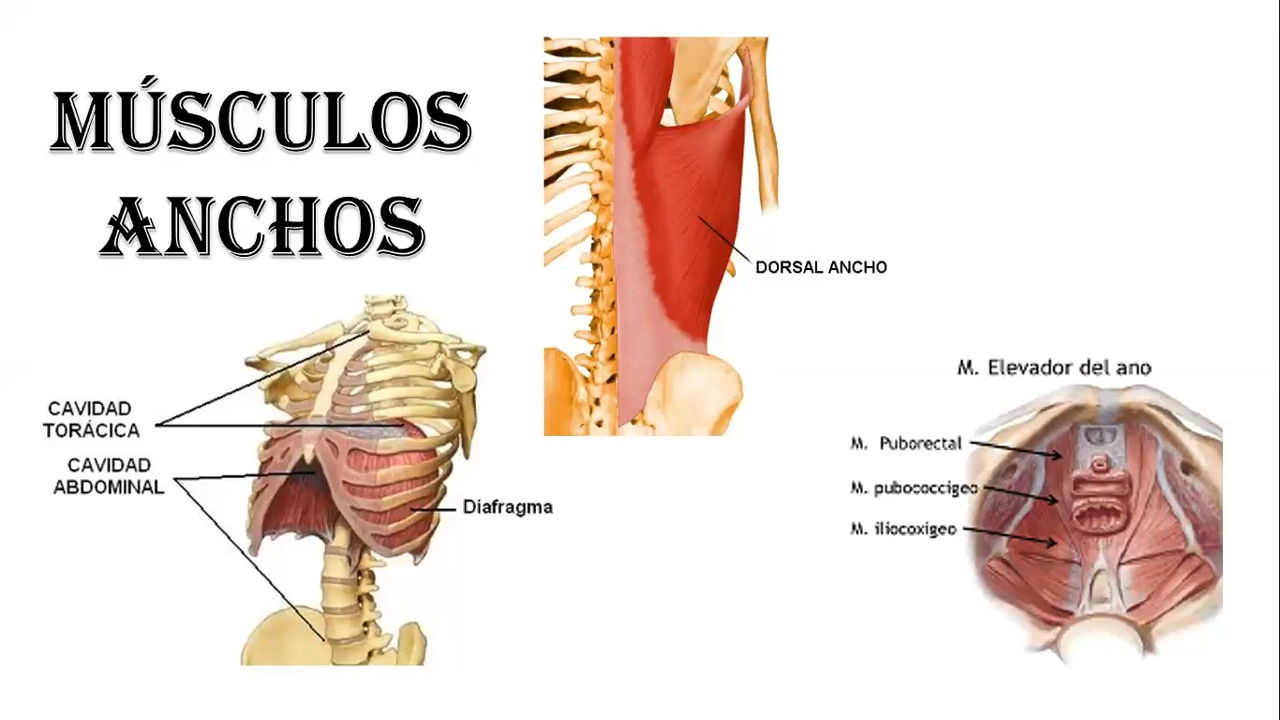 MÚSCULOS
ANCHOS
DORSAL ANCHO
CAVIDAD
TORÁCICA
CAVIDAD
ABDOMINAL
Diafragma
M. Elevador del ano
M. Puborectal
M. pubococcigeo
M. iliocoxigeo